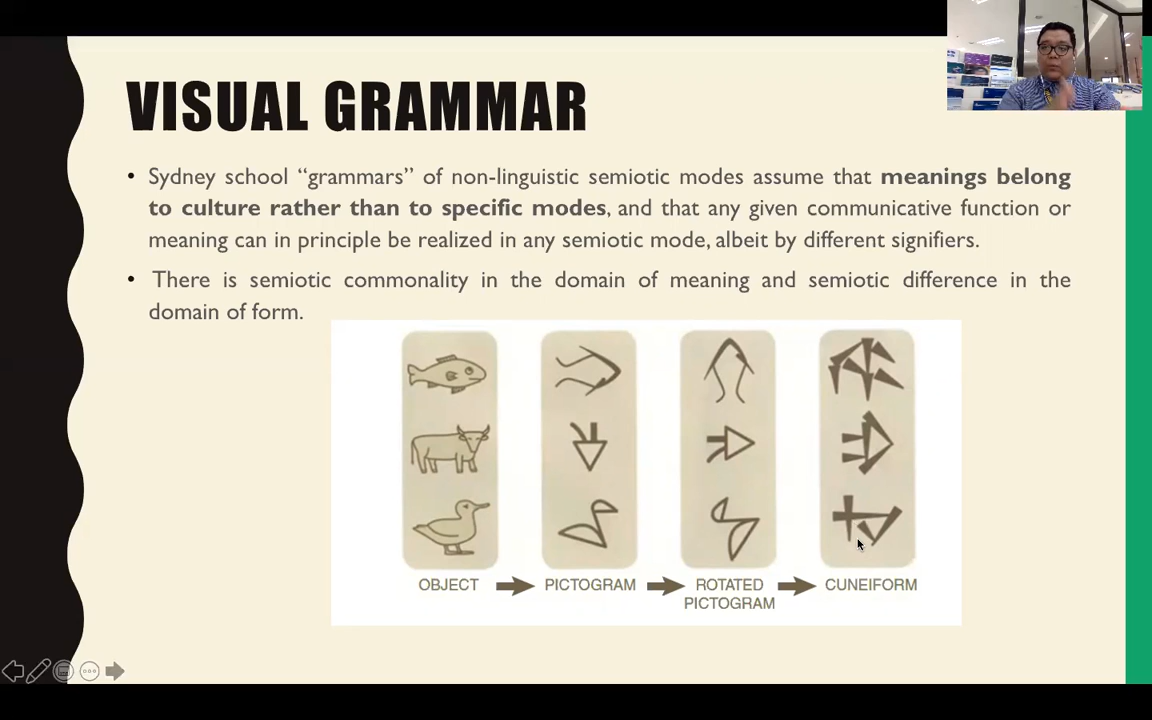 VISUAL GRAMMAR
• Sydney school “grammars” of non-linguistic semiotic modes assume that meanings belong
to culture rather than to specific modes, and that any given communicative function or
meaning can in principle be realized in any semiotic mode, albeit by different signifiers.
• There is semiotic commonality in the domain of meaning and semiotic difference in the
domain of form.
OBJECT PICTOGRAM ROTATED PICTOGRAM CUNEIFORM